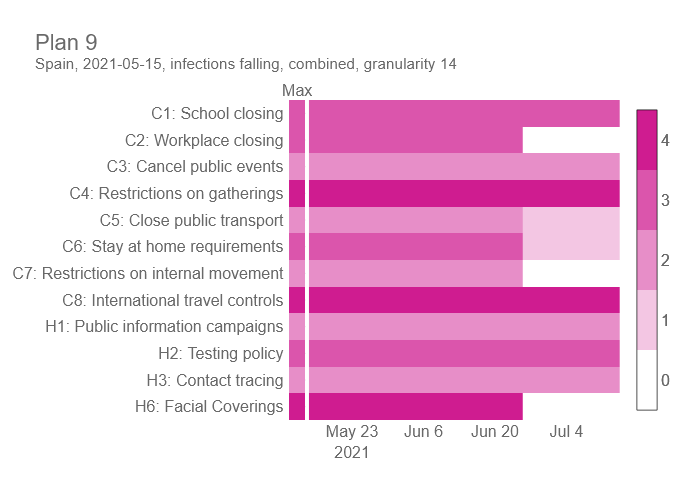 Plan 9
Spain, 2021-05-15, infections falling, combined, granularity 14
Max
C1: School closing
C2: Workplace closing
C3: Cancel public events
C4: Restrictions on gatherings
C5: Close public transport
C6: Stay at home requirements
C7: Restrictions on internal movement
C8: International travel controls
H1: Public information campaigns
H2: Testing policy
H3: Contact tracing
H6: Facial Coverings
May 23 Jun 6 Jun 20 Jul 4
2021
4
3
2
1
0